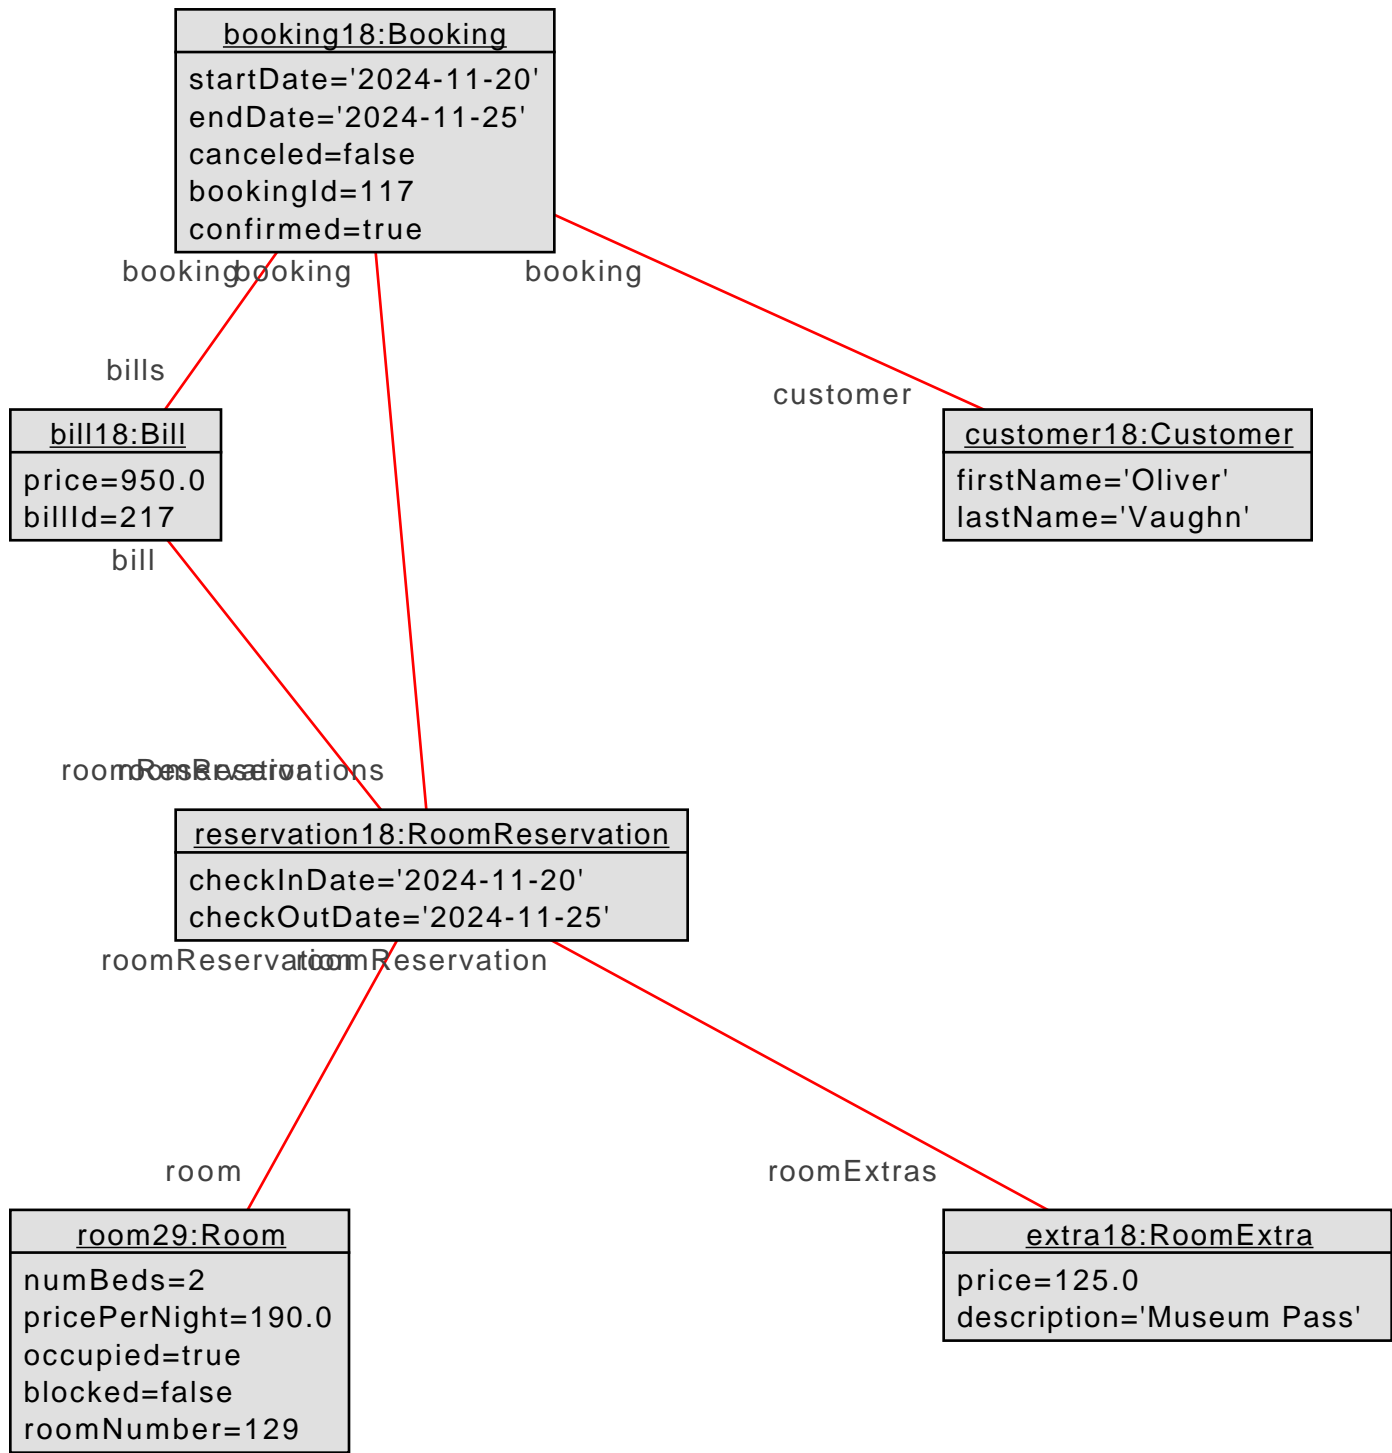 booking18:Booking
startDate='2024-11-20'
endDate='2024-11-25'
canceled=false
bookingId=117
confirmed=true
booking
booking
booking
bills
customer
bill18:Bill
price=950.0
billId=217
customer18:Customer
firstName='Oliver'
lastName='Vaughn'
bill
roomReservations
roomReservation
reservation18:RoomReservation
checkInDate='2024-11-20'
checkOutDate='2024-11-25'
roomReservation
roomReservation
room
roomExtras
room29:Room
numBeds=2
pricePerNight=190.0
occupied=true
blocked=false
roomNumber=129
extra18:RoomExtra
price=125.0
description='Museum Pass'